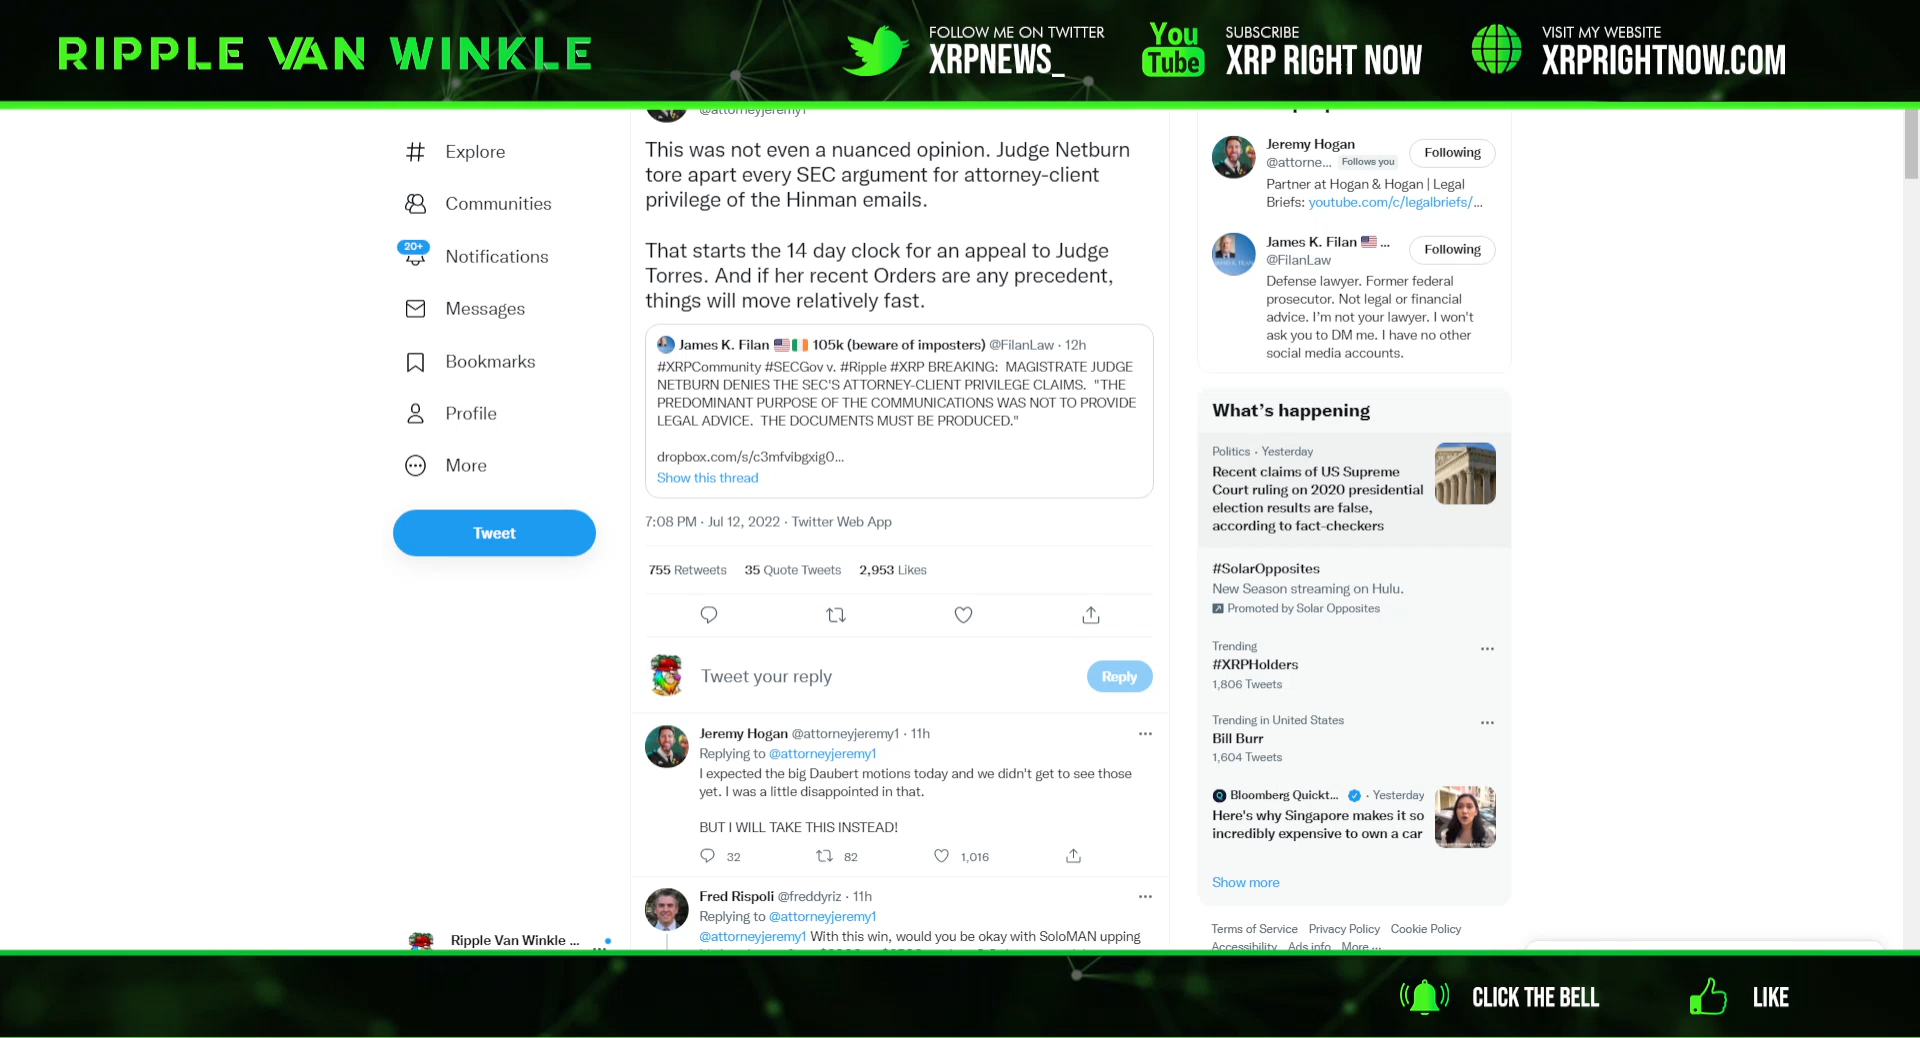 RIPPLE VAN WINKLE
FOLLOW ME ON TWITTER
XRPNEWS_
You
Tube
SUBSCRIBE
XRP RIGHT NOW
VISIT MY WEBSITE
XRPRIGHTNOW.COM
Explore
Communities
20+
Notifications
Messages
Bookmarks
Profile
More
Tweet
Ripple Van Winkle ...
@attorneyjeremy1
This was not even a nuanced opinion. Judge Netburn
tore apart every SEC argument for attorney-client
privilege of the Hinman emails.
That starts the 14 day clock for an appeal to Judge
Torres. And if her recent Orders are any precedent,
things will move relatively fast.
James K. Filan 105k (beware of imposters) @FilanLaw · 12h
#XRPCommunity #SECGov v. #Ripple #XRP BREAKING: MAGISTRATE JUDGE
NETBURN DENIES THE SEC'S ATTORNEY-CLIENT PRIVILEGE CLAIMS. "THE
PREDOMINANT PURPOSE OF THE COMMUNICATIONS WAS NOT TO PROVIDE
LEGAL ADVICE. THE DOCUMENTS MUST BE PRODUCED."
dropbox.com/s/c3mfvibgxig0...
Show this thread
7:08 PM · Jul 12, 2022 · Twitter Web App
755 Retweets 35 Quote Tweets 2,953 Likes
Tweet your reply
Reply
Jeremy Hogan @attorneyjeremy1 · 11h
Replying to @attorneyjeremy1
I expected the big Daubert motions today and we didn't get to see those
yet. I was a little disappointed in that.
BUT I WILL TAKE THIS INSTEAD!
32 82 1,016
Fred Rispoli @freddyriz · 11h
Replying to @attorneyjeremy1
@attorneyjeremy1 With this win, would you be okay with SoloMAN upping
Jeremy Hogan
@attorne... Follows you
Following
Partner at Hogan & Hogan | Legal
Briefs: youtube.com/c/legalbriefs/...
James K. Filan ...
@FilanLaw
Following
Defense lawyer. Former federal
prosecutor. Not legal or financial
advice. I'm not your lawyer. I won't
ask you to DM me. I have no other
social media accounts.
What's happening
Politics · Yesterday
Recent claims of US Supreme
Court ruling on 2020 presidential
election results are false,
according to fact-checkers
#SolarOpposites
New Season streaming on Hulu.
Promoted by Solar Opposites
Trending
#XRPHolders
1,806 Tweets
Trending in United States
Bill Burr
1,604 Tweets
Bloomberg Quickt... · Yesterday
Here's why Singapore makes it so
incredibly expensive to own a car
Show more
Terms of Service Privacy Policy Cookie Policy
Accessibility Ads info More ...
CLICK THE BELL
LIKE